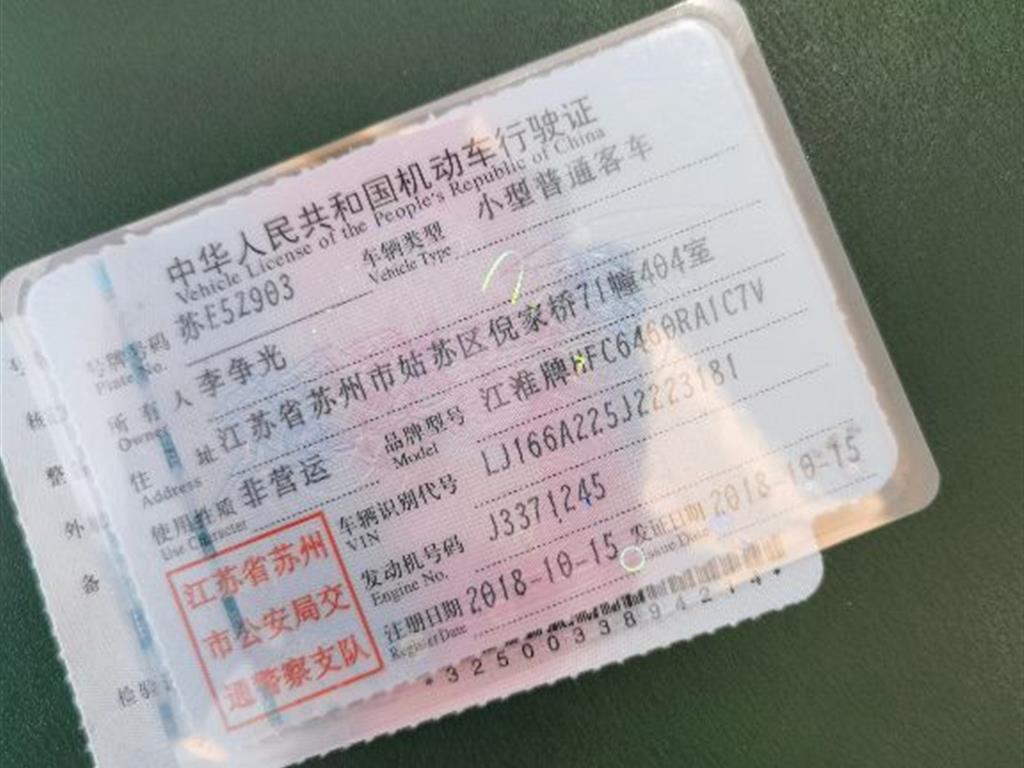 中华人民共和国机动车行驶证
Vehicle License of the People's Republic of China
号牌号码 苏E5Z903 车辆类型 小型普通客车
Plate No. Vehicle Type
所有人 李争光
Owner
住址 江苏省苏州市姑苏区倪家桥71幢404室
Address
使用性质 非营运 品牌型号 江淮牌HFC6460RA1C7V
Use Character Model
车辆识别代号 LJ166A225J2223181
VIN
发动机号码 J3371245
Engine No.
注册日期 2018-10-15 发证日期 2018-10-15
Register Date Issue Date
江苏省苏州
市公安局交
通警察支队
*3250033894214*
外
备
检验